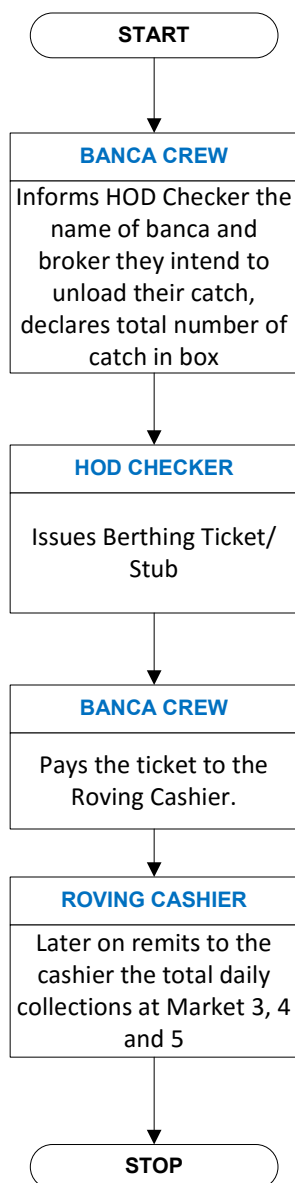 START
BANCA CREW
Informs HOD Checker the
name of banca and
broker they intend to
unload their catch,
declares total number of
catch in box
HOD CHECKER
Issues Berthing Ticket/
Stub
BANCA CREW
Pays the ticket to the
Roving Cashier.
ROVING CASHIER
Later on remits to the
cashier the total daily
collections at Market 3, 4
and 5
STOP